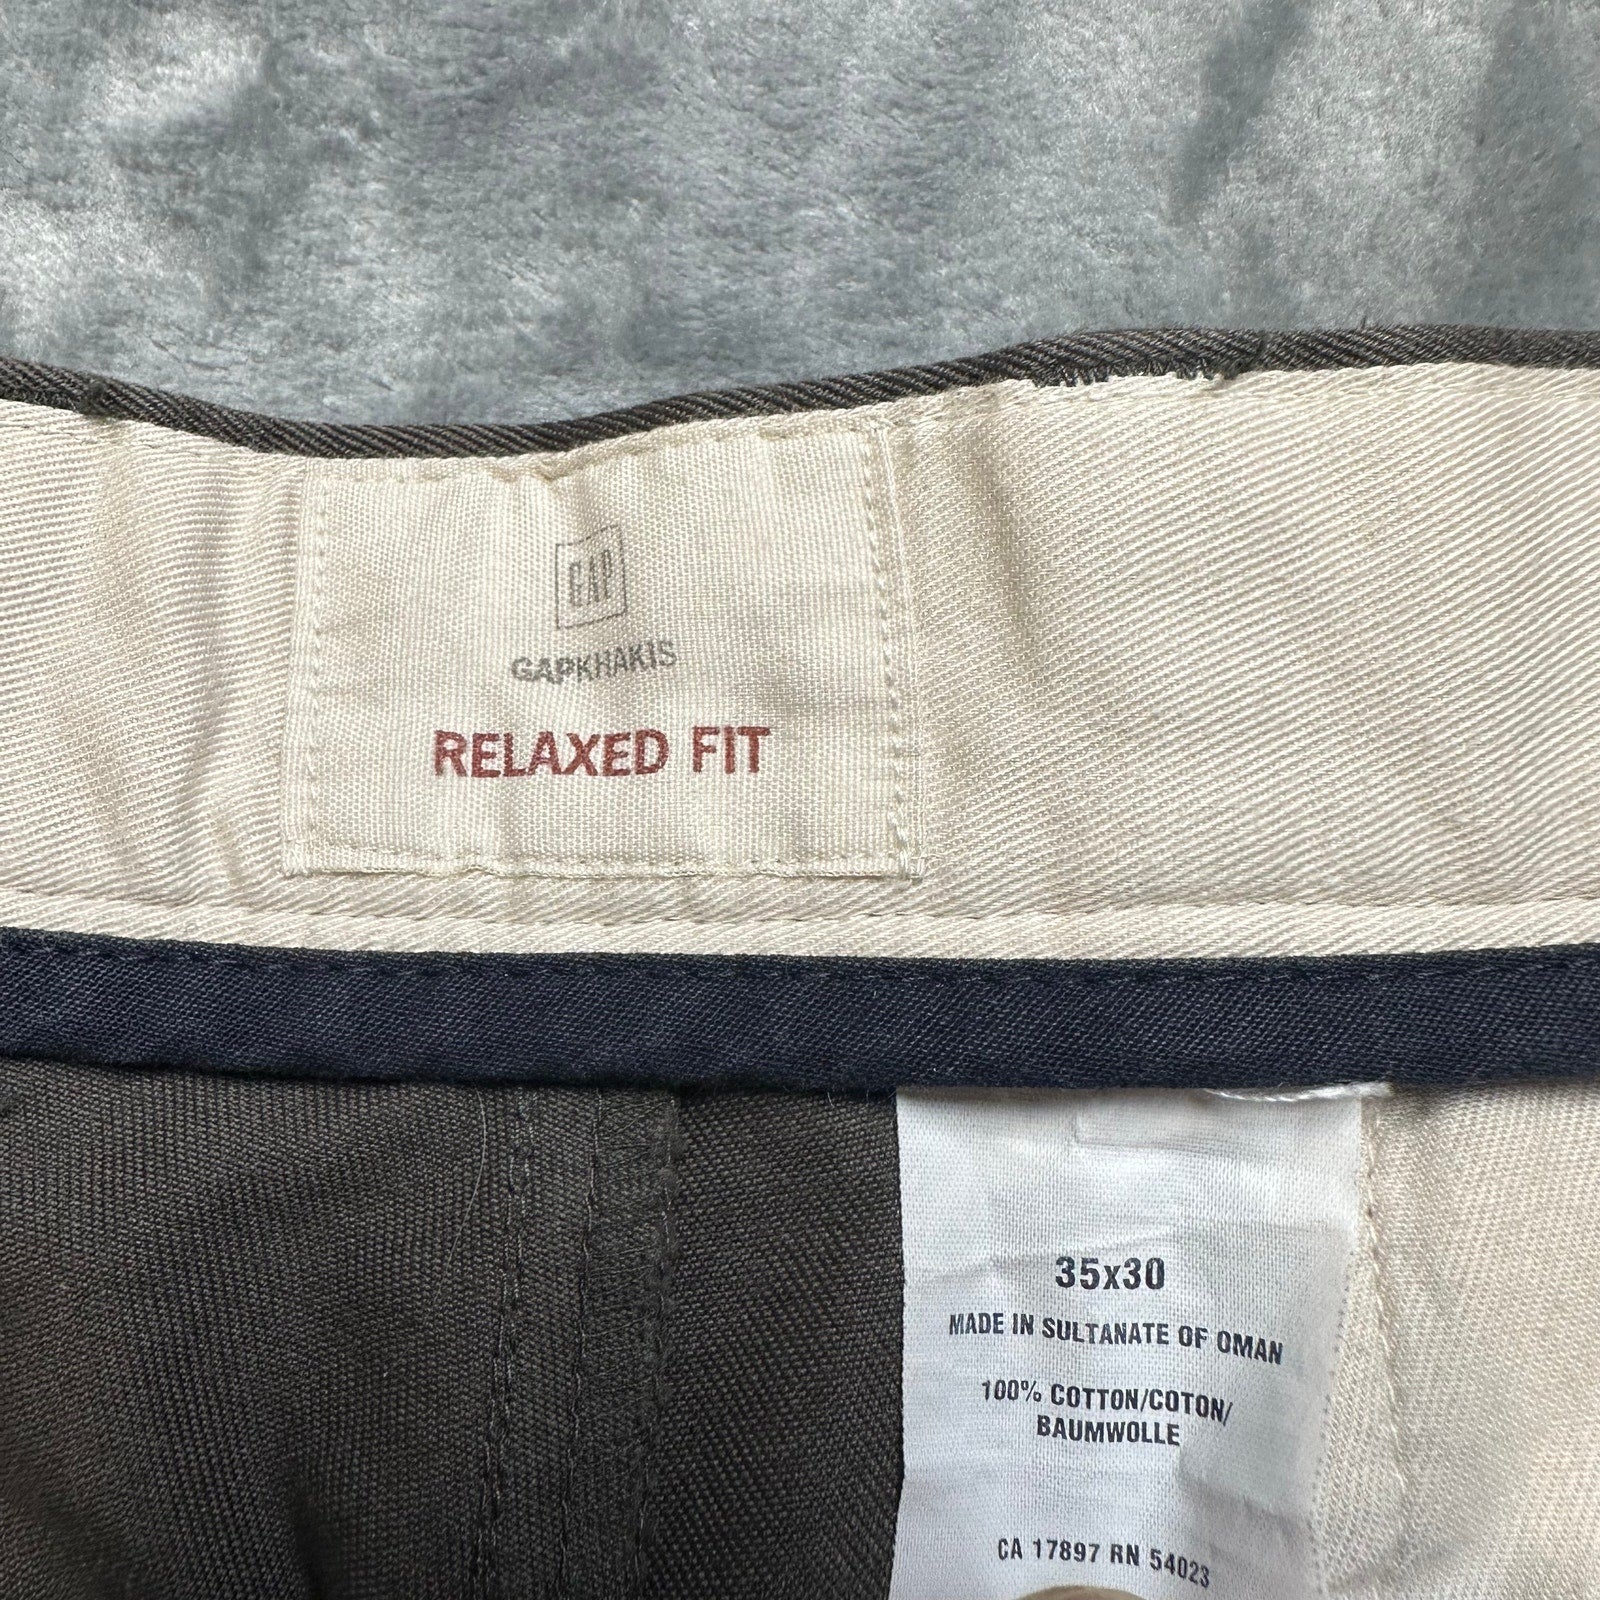 GAP
GAPKHAKIS
RELAXED FIT
35x30
MADE IN SULTANATE OF OMAN
100% COTTON/COTON/
BAUMWOLLE
CA 17897 RN 54023